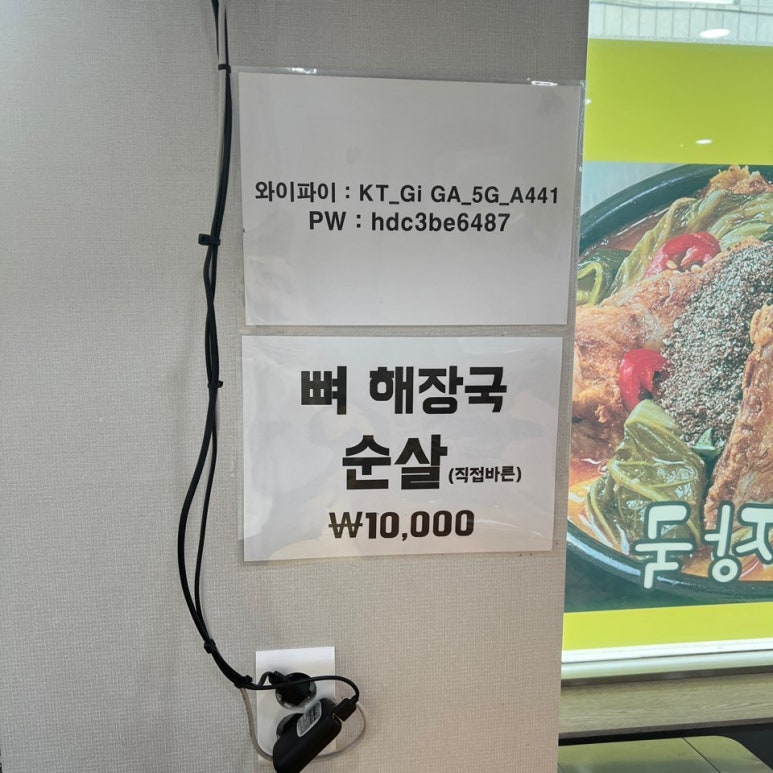 와이파이 : KT_Gi GA_5G_A441
PW : hdc3be6487
뼈 해장국
순살(직접바른)
₩10,000